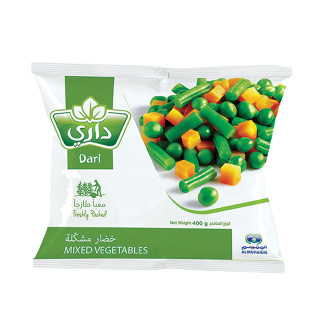 داري
Dari
معبأ طازجاً
Freshly Packed
Net Weight 400 g الوزن الصافي
خضار مشكلة
MIXED VEGETABLES